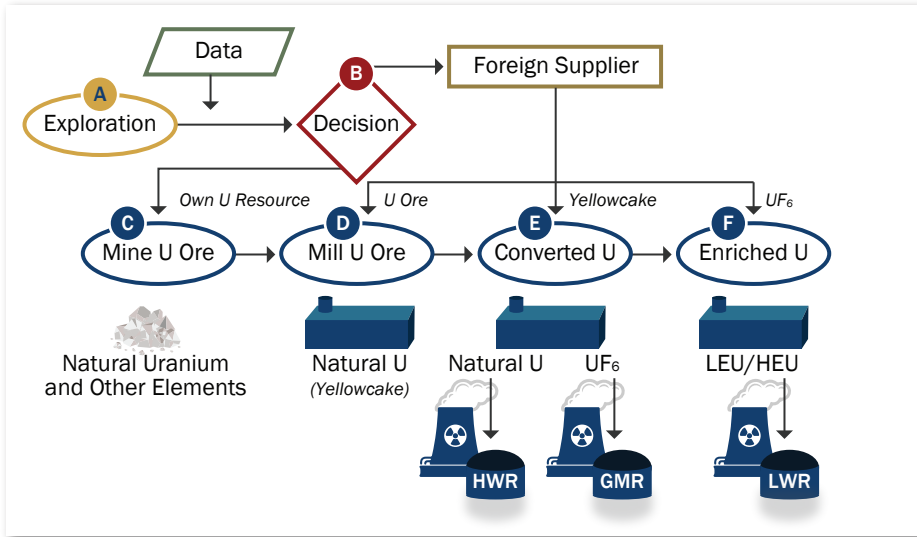 Data
B
Foreign Supplier
A
Exploration
Decision
Own U Resource
U Ore
Yellowcake
UF₆
C
D
E
F
Mine U Ore
Mill U Ore
Converted U
Enriched U
Natural Uranium
and Other Elements
Natural U
(Yellowcake)
Natural U
UF₆
LEU/HEU
HWR
GMR
LWR